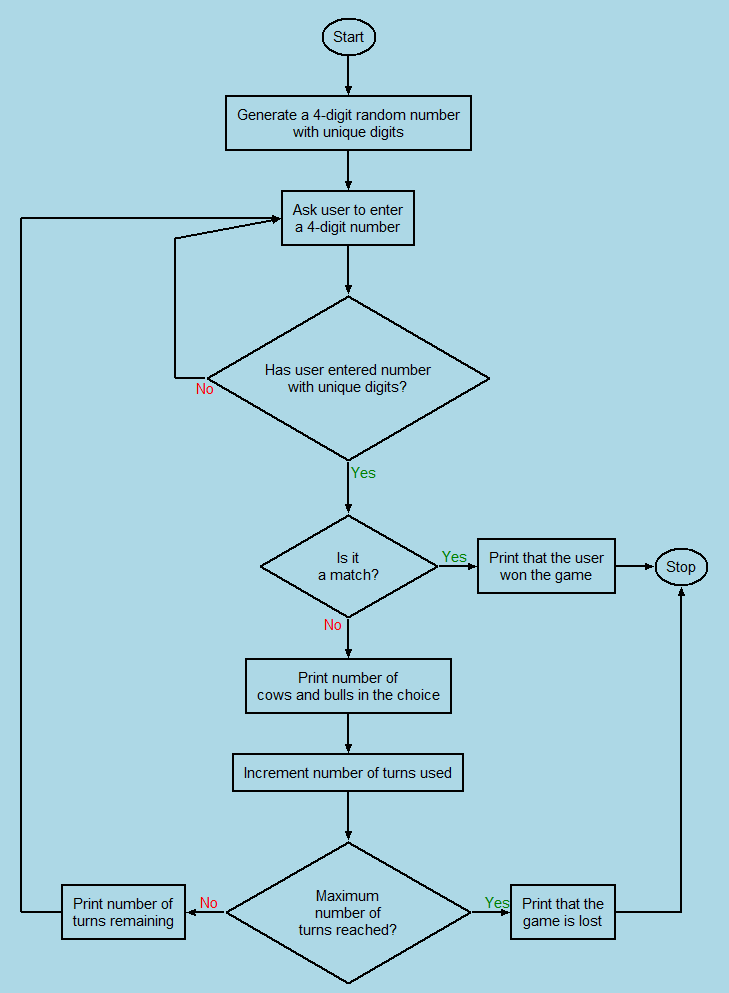 Start
Generate a 4-digit random number
with unique digits
Ask user to enter
a 4-digit number
Has user entered number
with unique digits?
No
Yes
Is it
a match?
Yes
Print that the user
won the game
Stop
No
Print number of
cows and bulls in the choice
Increment number of turns used
Maximum
number of
turns reached?
No
Print number of
turns remaining
Yes
Print that the
game is lost